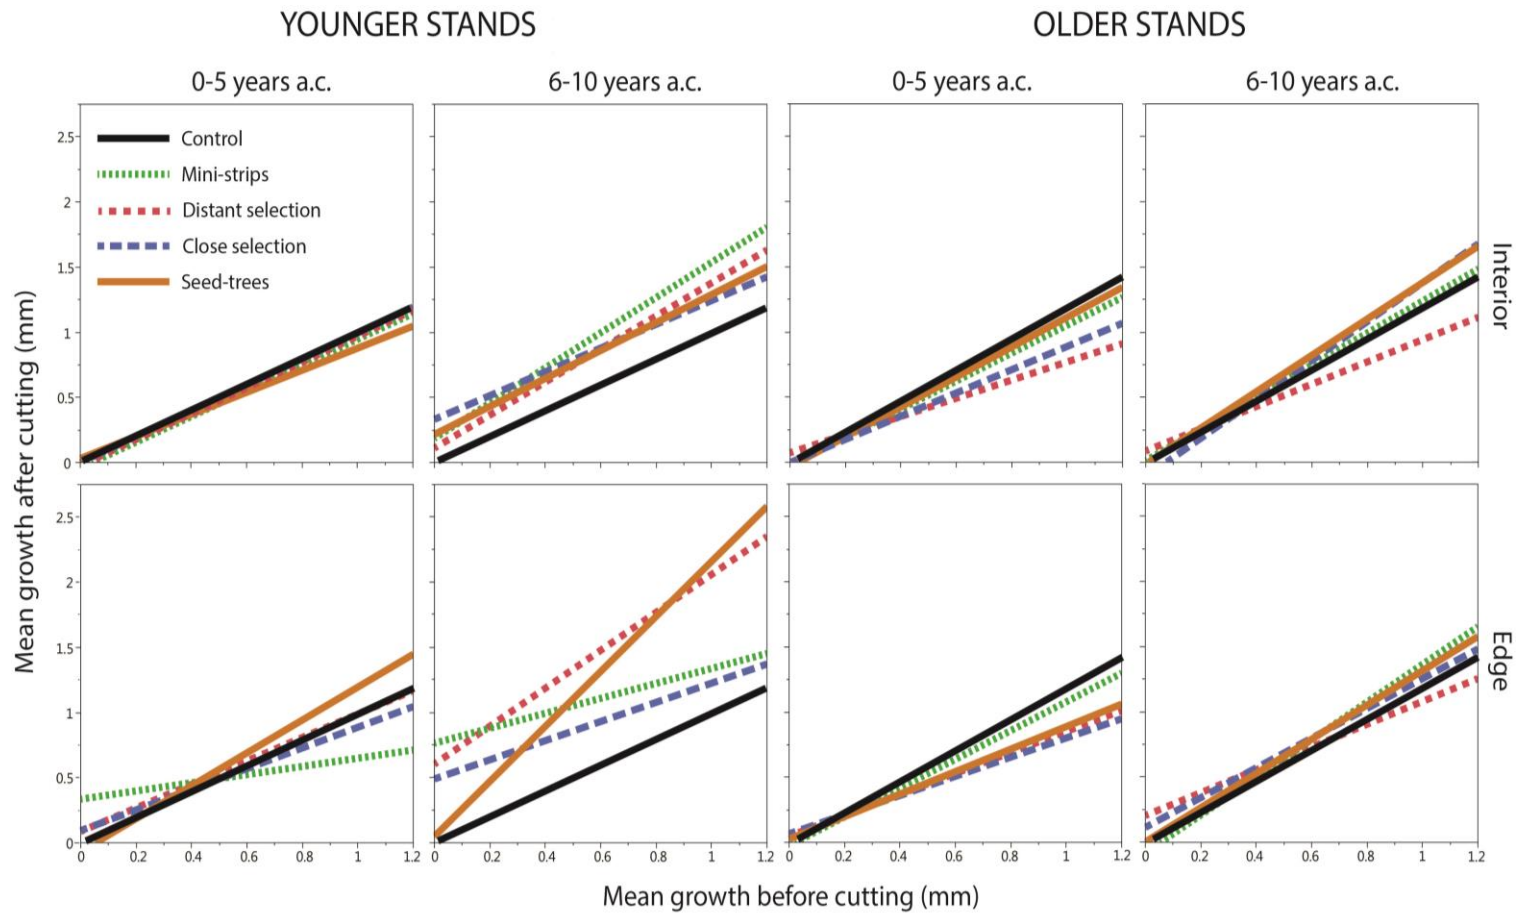 YOUNGER STANDS
OLDER STANDS
0-5 years a.c.
6-10 years a.c.
0-5 years a.c.
6-10 years a.c.
Control
Mini-strips
Distant selection
Close selection
Seed-trees
2.5
2
1.5
1
0.5
0
Interior
2.5
2
1.5
1
0.5
0
Edge
0 0.2 0.4 0.6 0.8 1 1.2
0 0.2 0.4 0.6 0.8 1 1.2
0 0.2 0.4 0.6 0.8 1 1.2
0 0.2 0.4 0.6 0.8 1 1.2
Mean growth after cutting (mm)
Mean growth before cutting (mm)